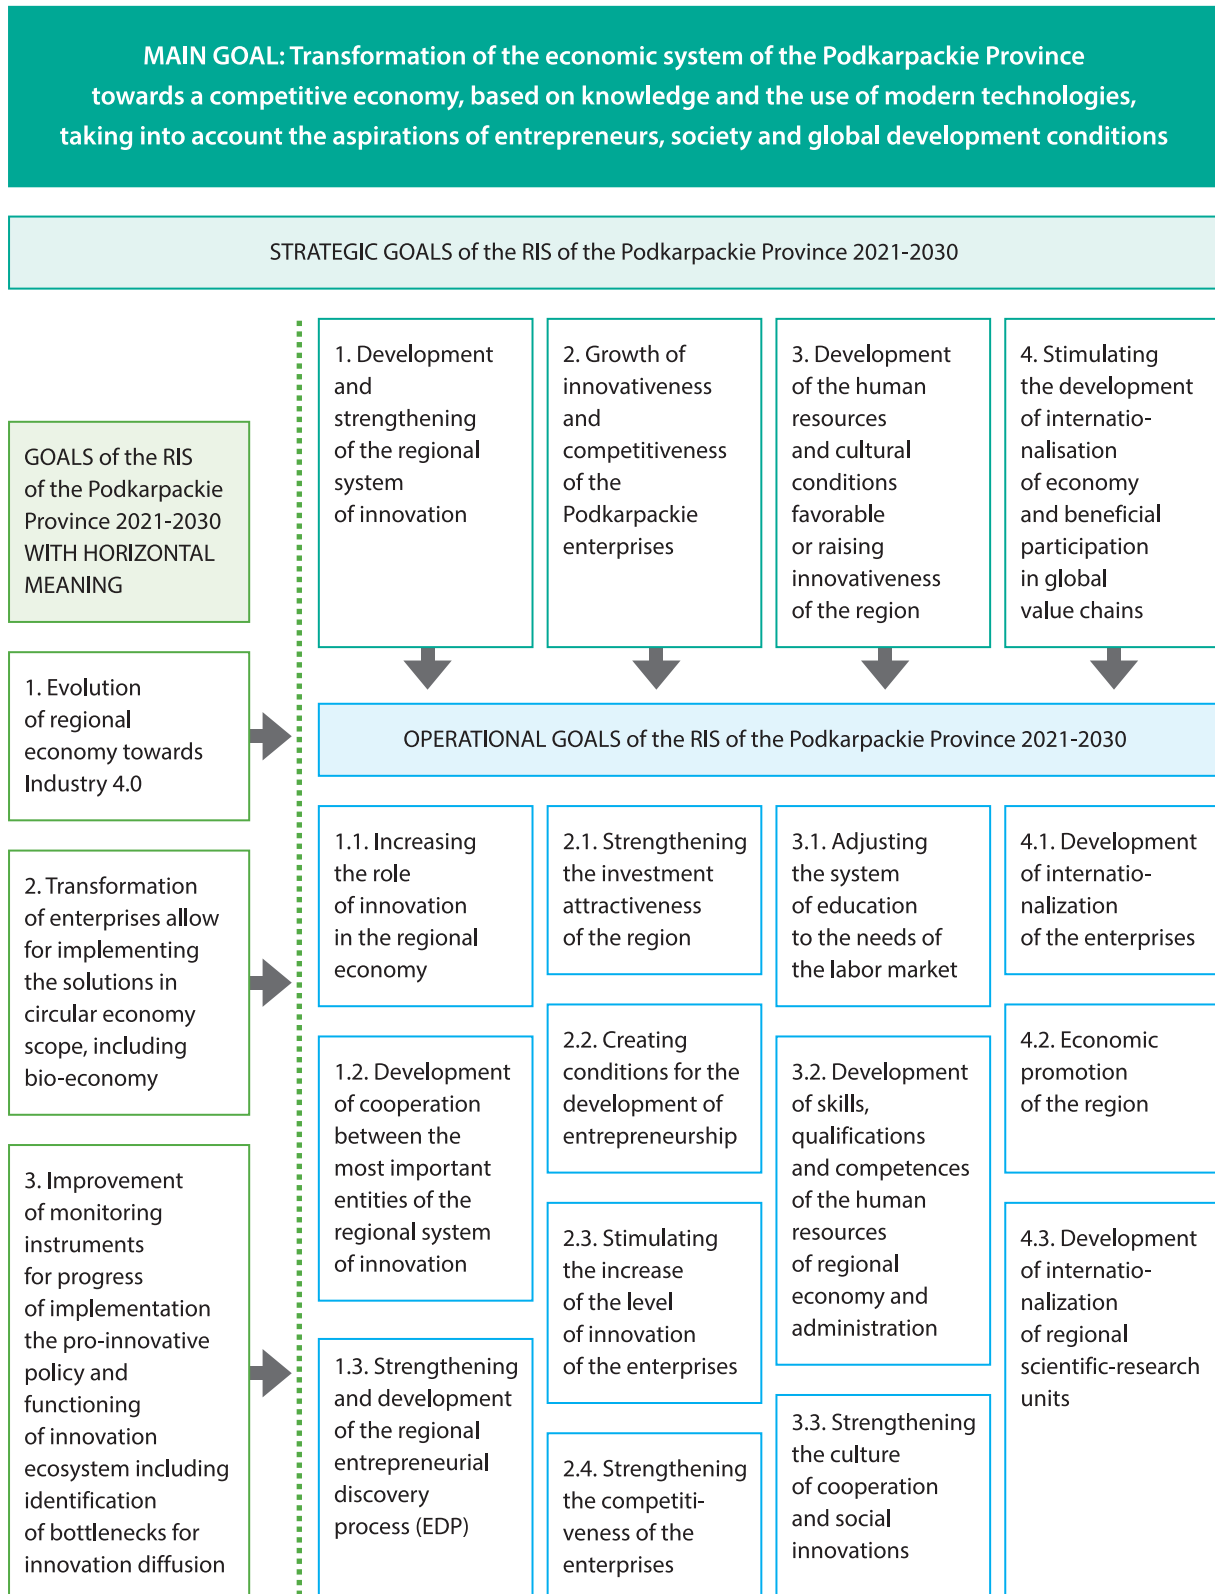 MAIN GOAL: Transformation of the economic system of the Podkarpackie Province
towards a competitive economy, based on knowledge and the use of modern technologies,
taking into account the aspirations of entrepreneurs, society and global development conditions
STRATEGIC GOALS of the RIS of the Podkarpackie Province 2021-2030
GOALS of the RIS
of the Podkarpackie
Province 2021-2030
WITH HORIZONTAL
MEANING
1. Evolution
of regional
economy towards
Industry 4.0
2. Transformation
of enterprises allow
for implementing
the solutions in
circular economy
scope, including
bio-economy
3. Improvement
of monitoring
instruments
for progress
of implementation
the pro-innovative
policy and
functioning
of innovation
ecosystem including
identification
of bottlenecks for
innovation diffusion
1. Development
and
strengthening
of the regional
system
of innovation
2. Growth of
innovativeness
and
competitiveness
of the
Podkarpackie
enterprises
3. Development
of the human
resources
and cultural
conditions
favorable
or raising
innovativeness
of the region
4. Stimulating
the development
of internatio-
nalisation
of economy
and beneficial
participation
in global
value chains
OPERATIONAL GOALS of the RIS of the Podkarpackie Province 2021-2030
1.1. Increasing
the role
of innovation
in the regional
economy
1.2. Development
of cooperation
between the
most important
entities of the
regional system
of innovation
1.3. Strengthening
and development
of the regional
entrepreneurial
discovery
process (EDP)
2.1. Strengthening
the investment
attractiveness
of the region
2.2. Creating
conditions for the
development of
entrepreneurship
2.3. Stimulating
the increase
of the level
of innovation
of the enterprises
2.4. Strengthening
the competiti-
veness of the
enterprises
3.1. Adjusting
the system
of education
to the needs of
the labor market
3.2. Development
of skills,
qualifications
and competences
of the human
resources
of regional
economy and
administration
3.3. Strengthening
the culture
of cooperation
and social
innovations
4.1. Development
of internatio-
nalization
of the enterprises
4.2. Economic
promotion
of the region
4.3. Development
of internatio-
nalization
of regional
scientific-research
units